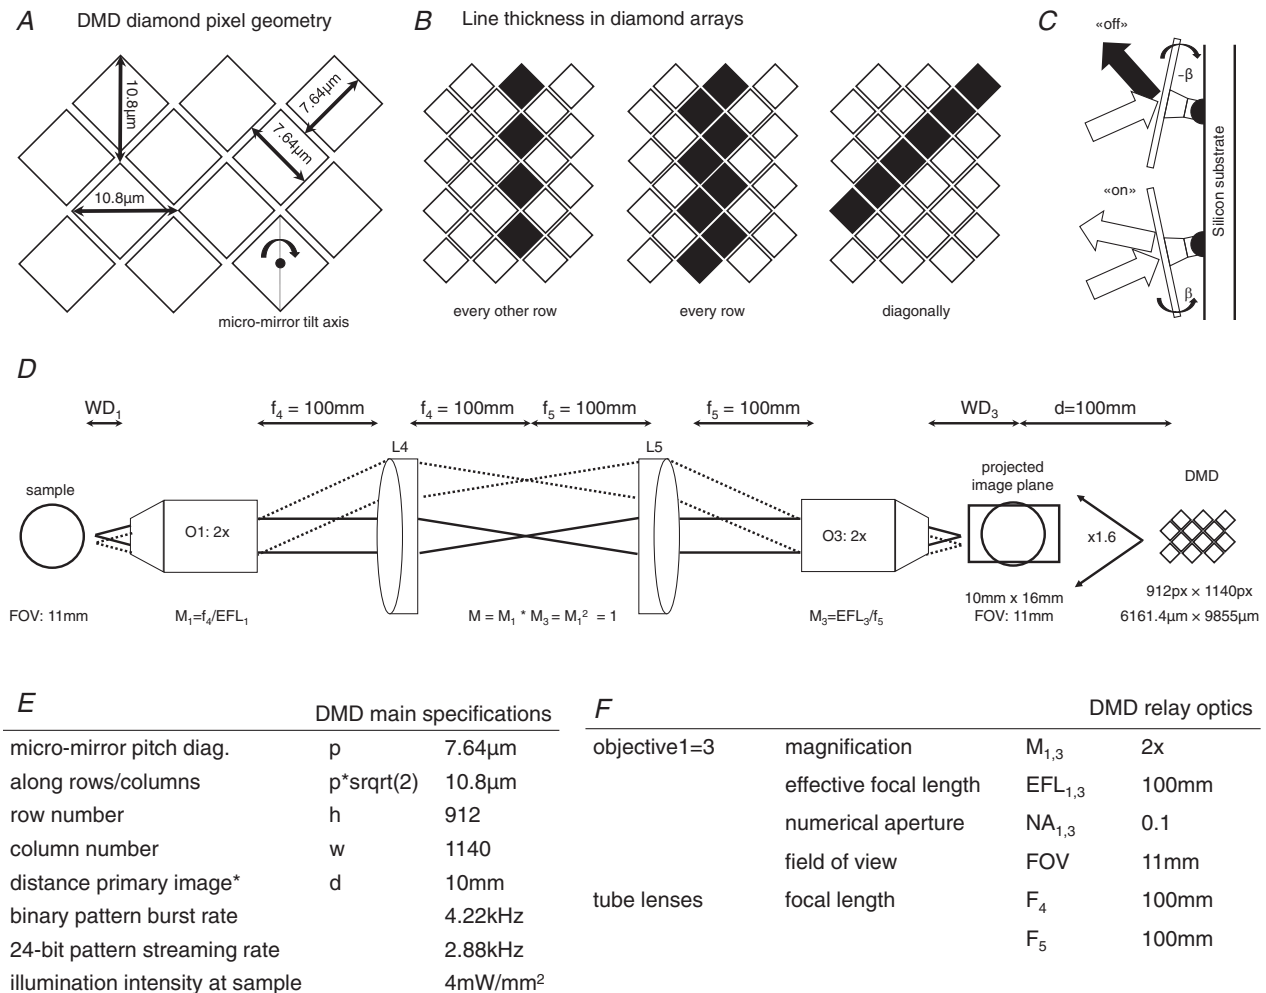 A DMD diamond pixel geometry
10.8µm
7.64µm
7.64µm
10.8µm
micro-mirror tilt axis
B Line thickness in diamond arrays
every other row
every row
diagonally
C
«off»
-β
«on»
β
Silicon substrate
D
WD1
f4 = 100mm
f4 = 100mm
f5 = 100mm
f5 = 100mm
WD3
d=100mm
L4
L5
sample
O1: 2x
O3: 2x
projected
image plane
DMD
x1.6
FOV: 11mm
M1=f4/EFL1
M = M1 * M3 = M1² = 1
M3=EFL3/f5
10mm x 16mm
FOV: 11mm
912px × 1140px
6161.4µm × 9855µm
E DMD main specifications
micro-mirror pitch diag. p 7.64µm
along rows/columns p*srqrt(2) 10.8µm
row number h 912
column number w 1140
distance primary image* d 10mm
binary pattern burst rate 4.22kHz
24-bit pattern streaming rate 2.88kHz
illumination intensity at sample 4mW/mm²
F DMD relay optics
objective1=3 magnification M1,3 2x
effective focal length EFL1,3 100mm
numerical aperture NA1,3 0.1
field of view FOV 11mm
tube lenses focal length F4 100mm
F5 100mm